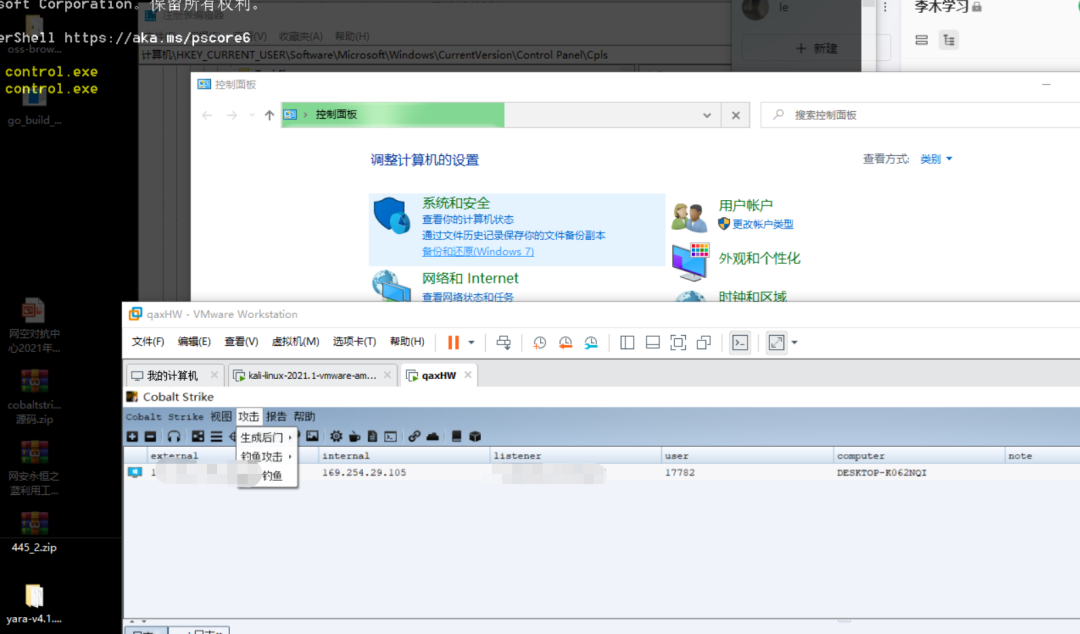 soft Corporation。保留所有权利。
erShell https://aka.ms/pscore6
control.exe
control.exe
oss-brow...
go_build_...
网空对抗中
心2021年...
cobaltstri...
源码.zip
网安永恒之
蓝利用工...
445_2.zip
yara-v4.1....
注册表编辑器
(V) 收藏夹(A) 帮助(H)
计算机\HKEY_CURRENT_USER\Software\Microsoft\Windows\CurrentVersion\Control Panel\Cpls
le
+ 新建
李木学习
控制面板
控制面板
搜索控制面板
调整计算机的设置
查看方式: 类别
系统和安全
查看你的计算机状态
通过文件历史记录保存你的文件备份副本
备份和还原(Windows 7)
网络和 Internet
查看网络状态和任务
用户帐户
更改帐户类型
外观和个性化
时钟和区域
qaxHW - VMware Workstation
文件(F) 编辑(E) 查看(V) 虚拟机(M) 选项卡(T) 帮助(H)
我的计算机 kali-linux-2021.1-vmware-am... qaxHW
Cobalt Strike
Cobalt Strike 视图 攻击 报告 帮助
生成后门
钓鱼攻击
钓鱼
external internal listener user computer note
1 169.254.29.105 17782 DESKTOP-K062NQI